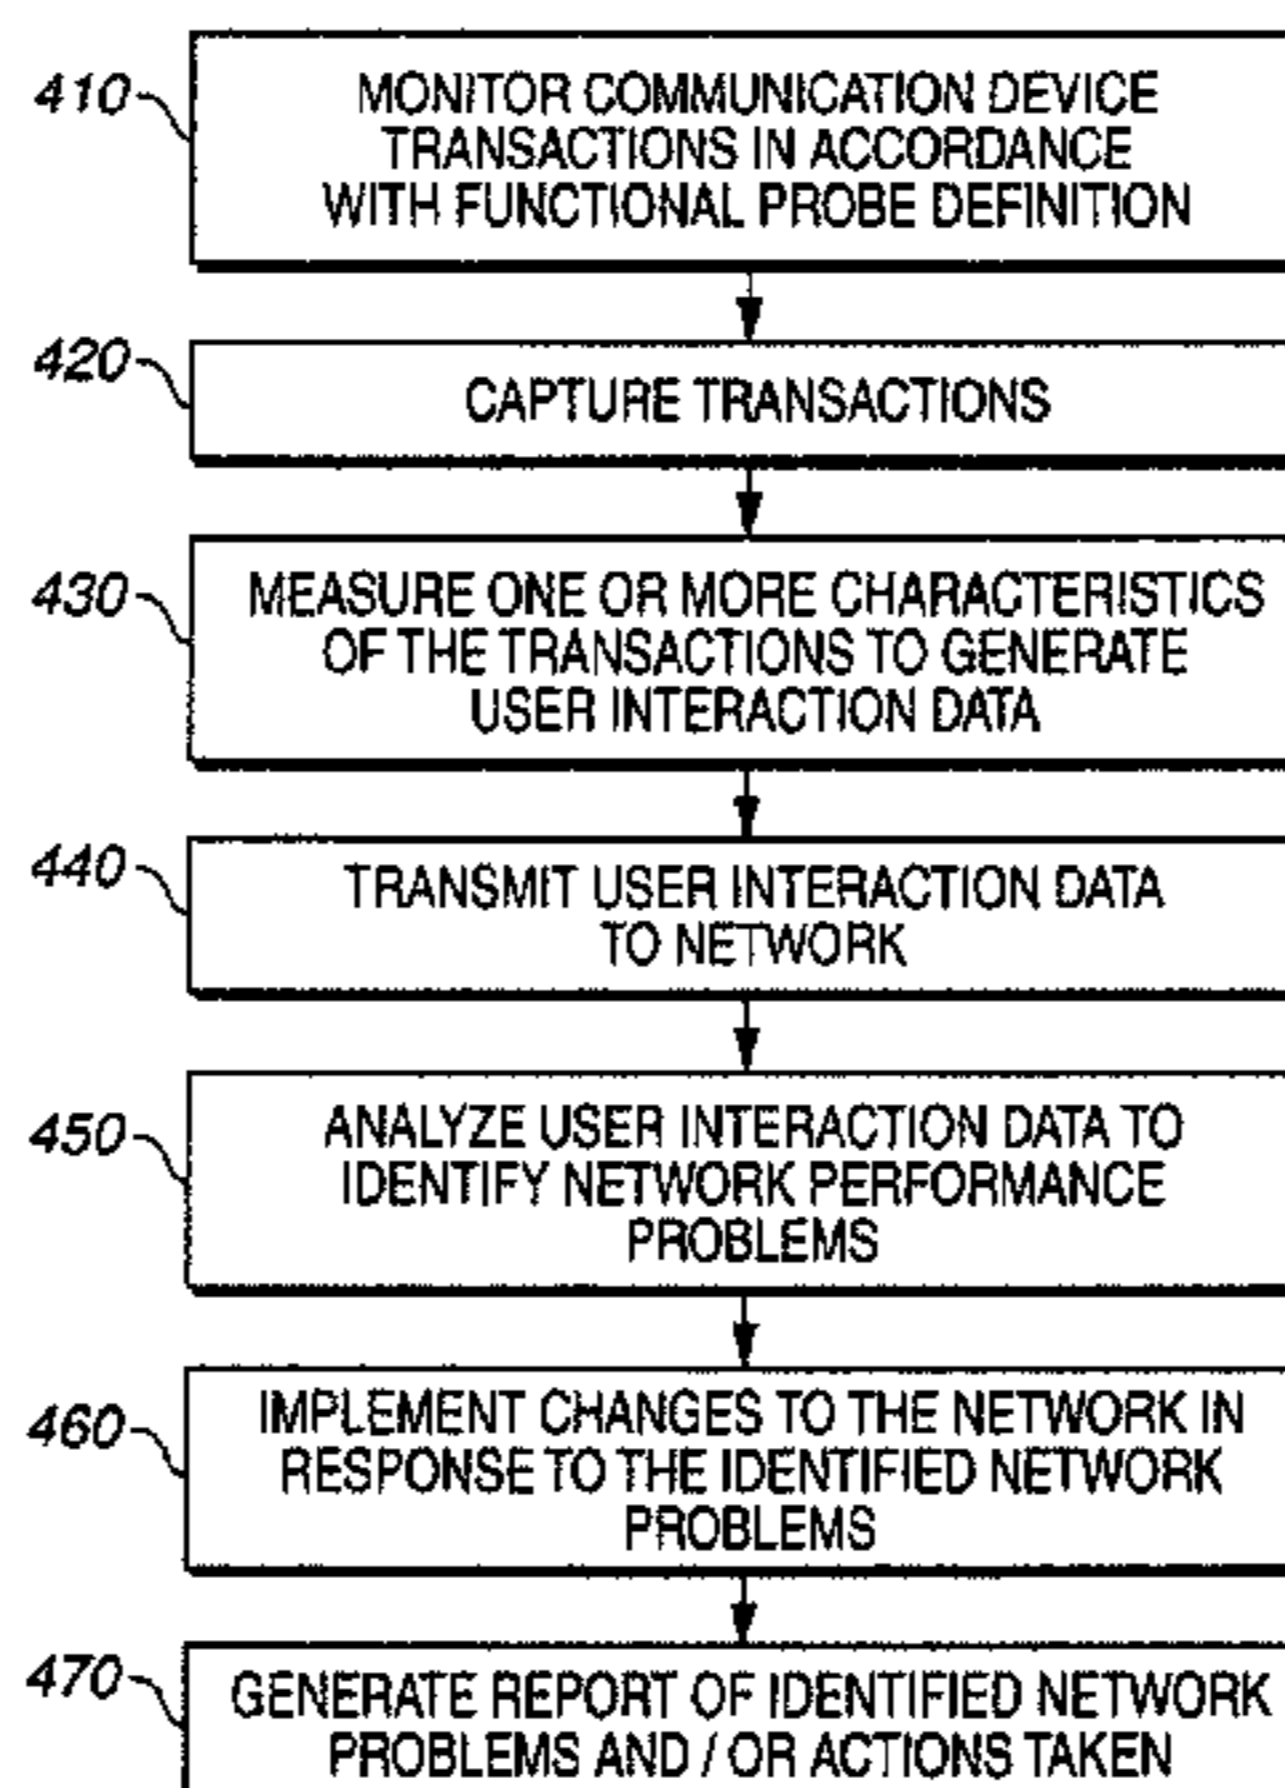 410
MONITOR COMMUNICATION DEVICE
TRANSACTIONS IN ACCORDANCE
WITH FUNCTIONAL PROBE DEFINITION
420
CAPTURE TRANSACTIONS
430
MEASURE ONE OR MORE CHARACTERISTICS
OF THE TRANSACTIONS TO GENERATE
USER INTERACTION DATA
440
TRANSMIT USER INTERACTION DATA
TO NETWORK
450
ANALYZE USER INTERACTION DATA TO
IDENTIFY NETWORK PERFORMANCE
PROBLEMS
460
IMPLEMENT CHANGES TO THE NETWORK IN
RESPONSE TO THE IDENTIFIED NETWORK
PROBLEMS
470
GENERATE REPORT OF IDENTIFIED NETWORK
PROBLEMS AND / OR ACTIONS TAKEN